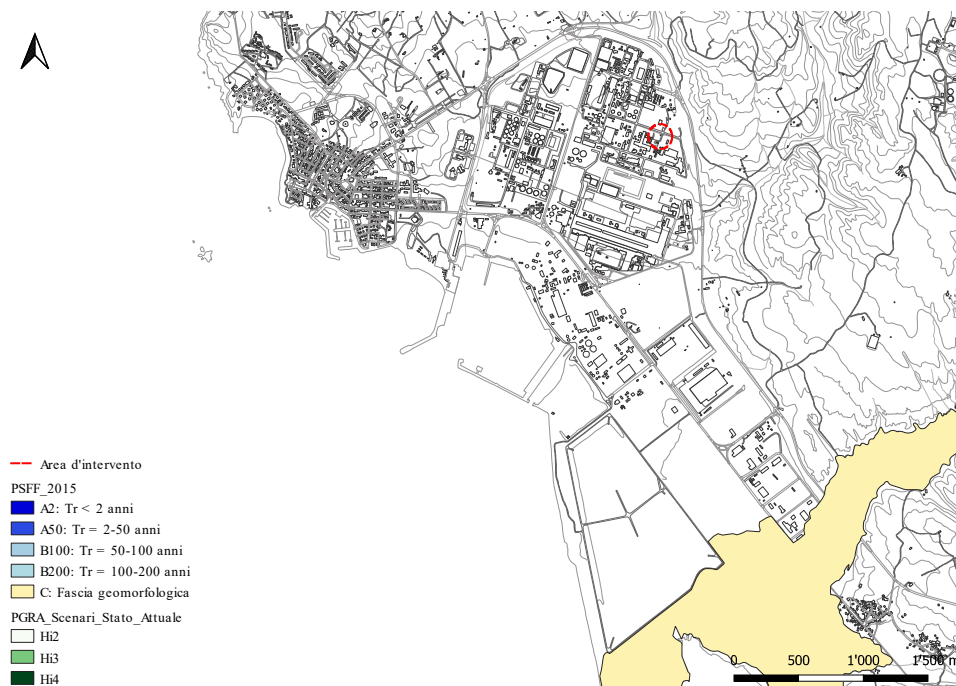 Area d'intervento
PSFF_2015
A2: Tr < 2 anni
A50: Tr = 2-50 anni
B100: Tr = 50-100 anni
B200: Tr = 100-200 anni
C: Fascia geomorfologica
PGRA_Scenari_Stato_Attuale
Hi2
Hi3
Hi4
0 500 1'000 1'500 m